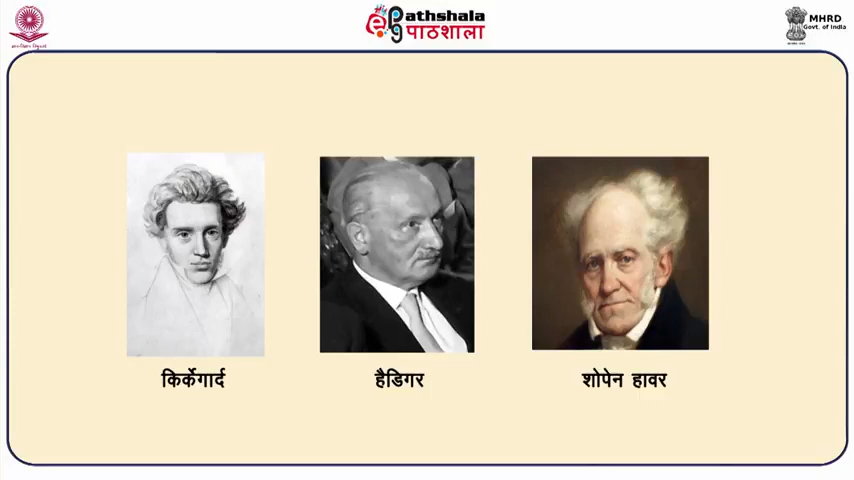 epathshala
पाठशाला
MHRD
Govt. of India
किर्केगार्द
हैडिगर
शोपेन हावर